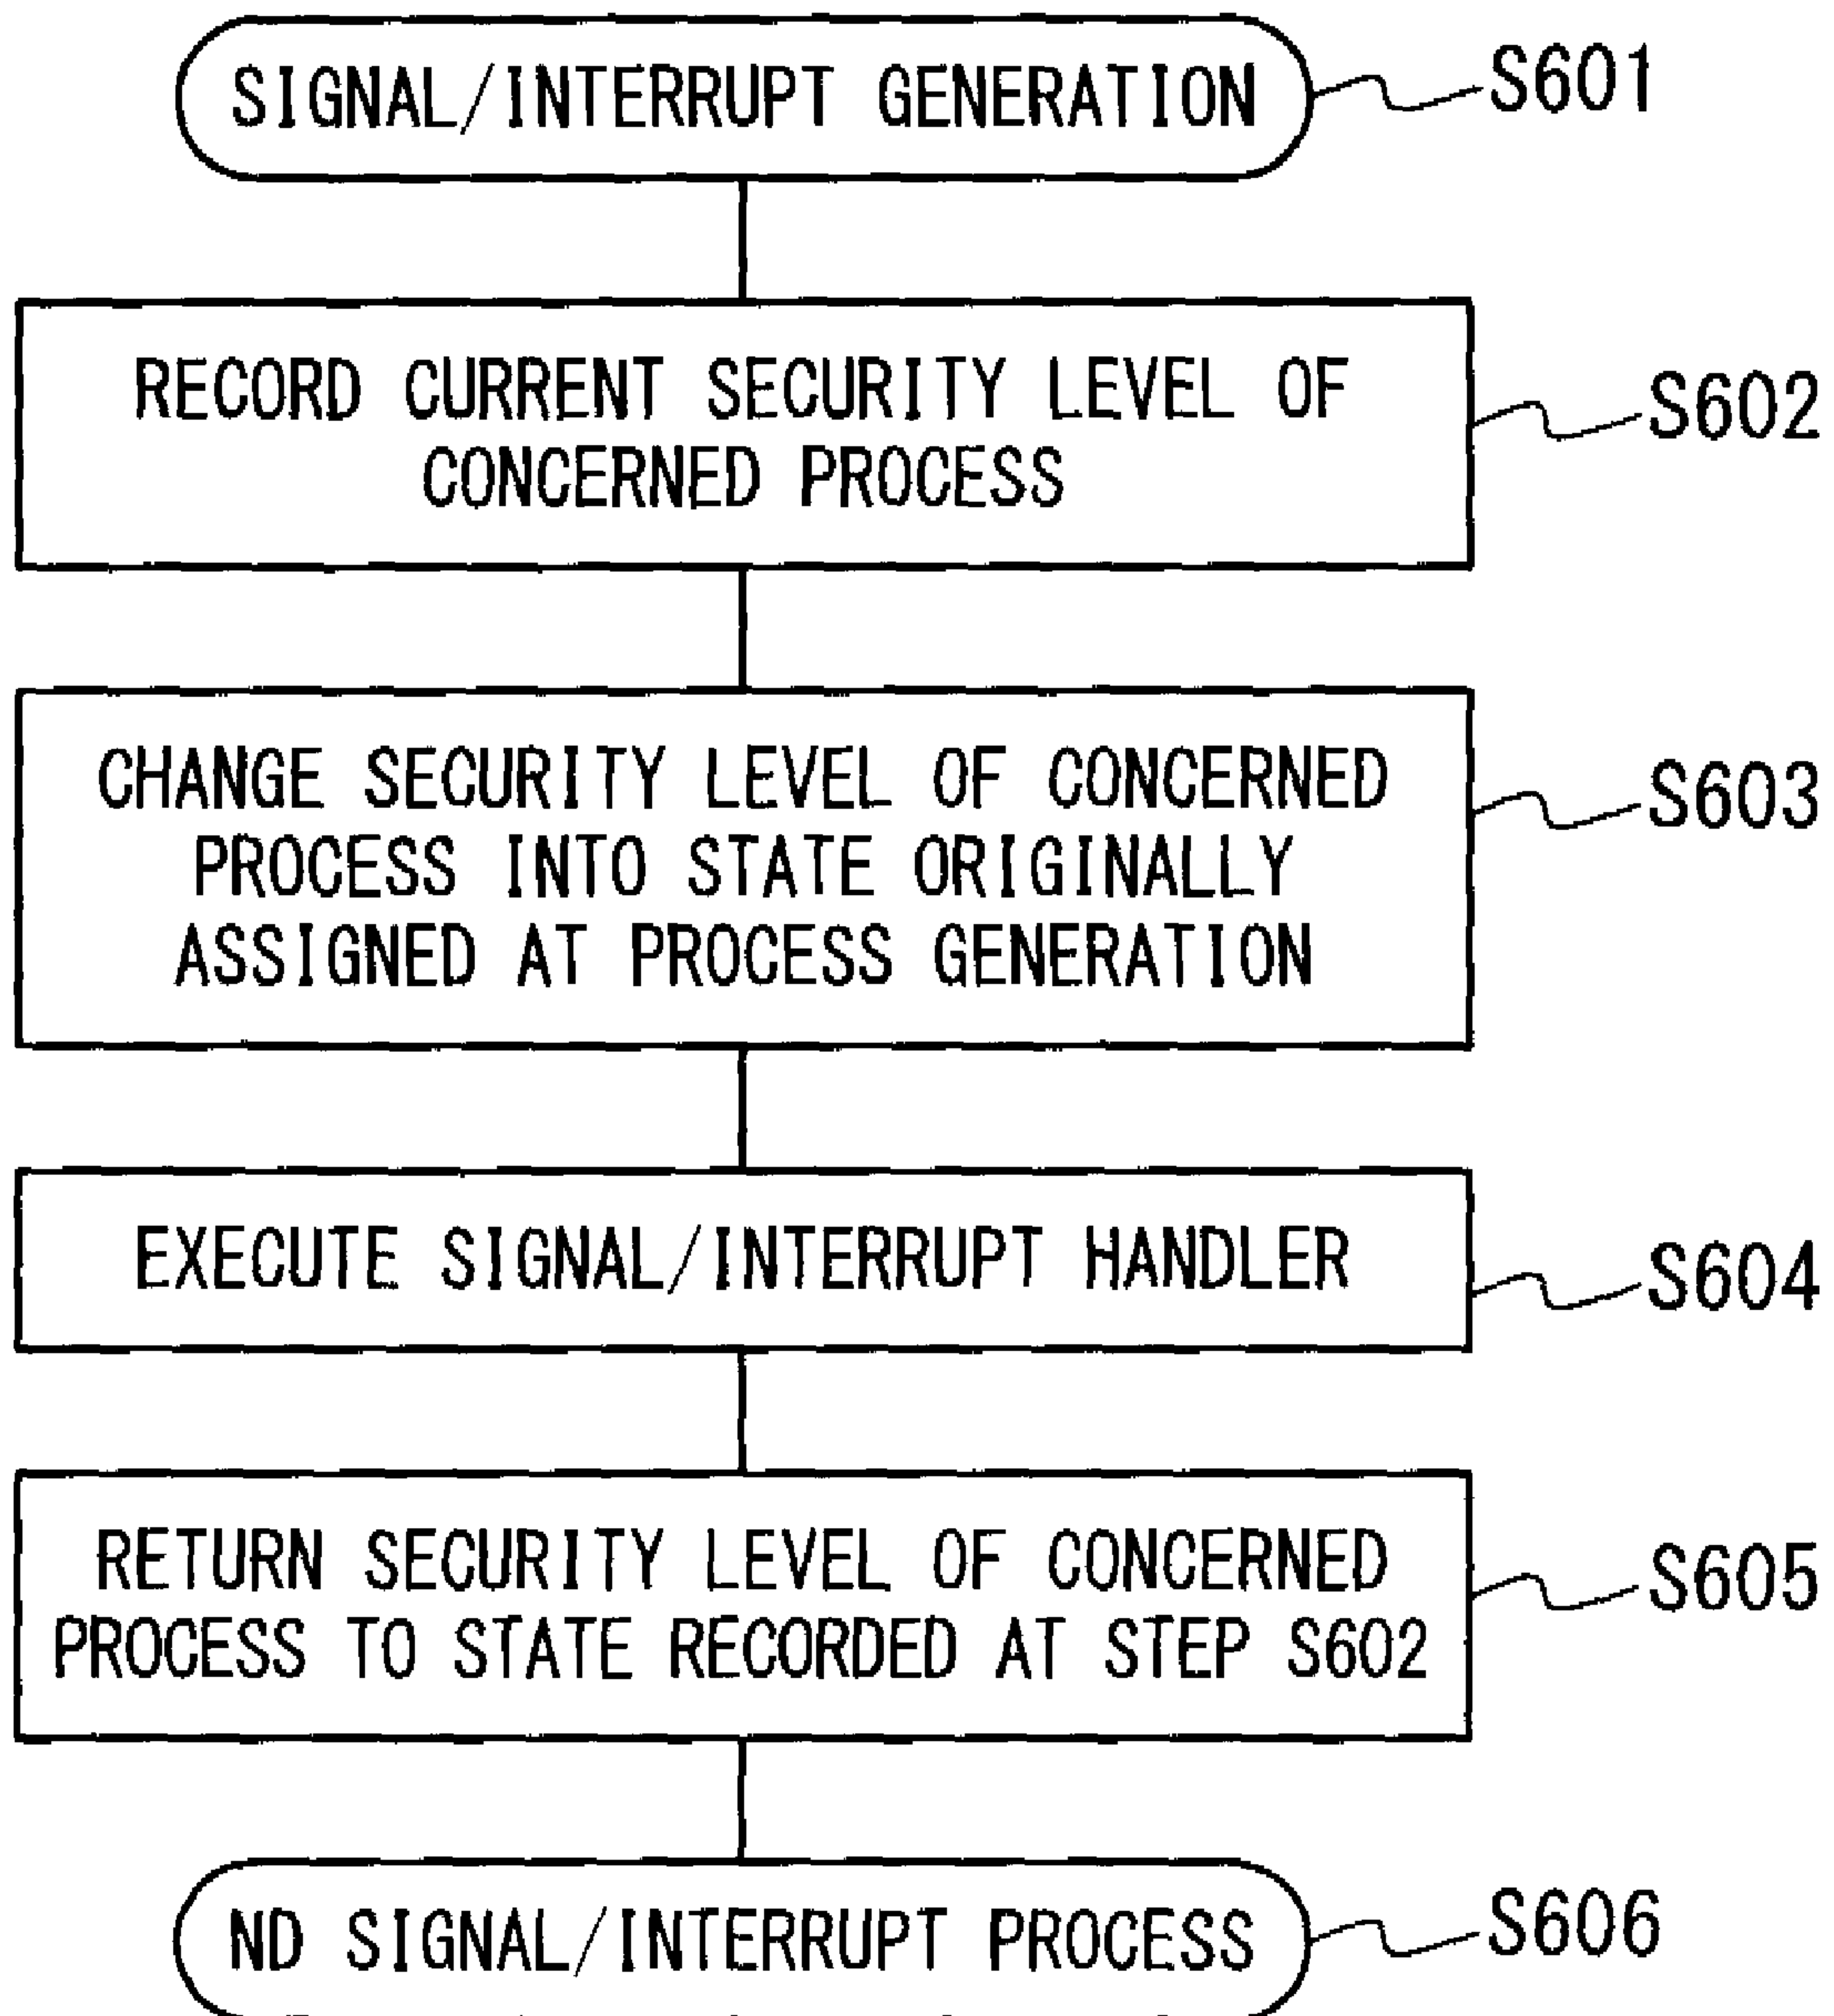 SIGNAL/INTERRUPT GENERATION
S601
RECORD CURRENT SECURITY LEVEL OF
CONCERNED PROCESS
S602
CHANGE SECURITY LEVEL OF CONCERNED
PROCESS INTO STATE ORIGINALLY
ASSIGNED AT PROCESS GENERATION
S603
EXECUTE SIGNAL/INTERRUPT HANDLER
S604
RETURN SECURITY LEVEL OF CONCERNED
PROCESS TO STATE RECORDED AT STEP S602
S605
ND SIGNAL/INTERRUPT PROCESS
S606